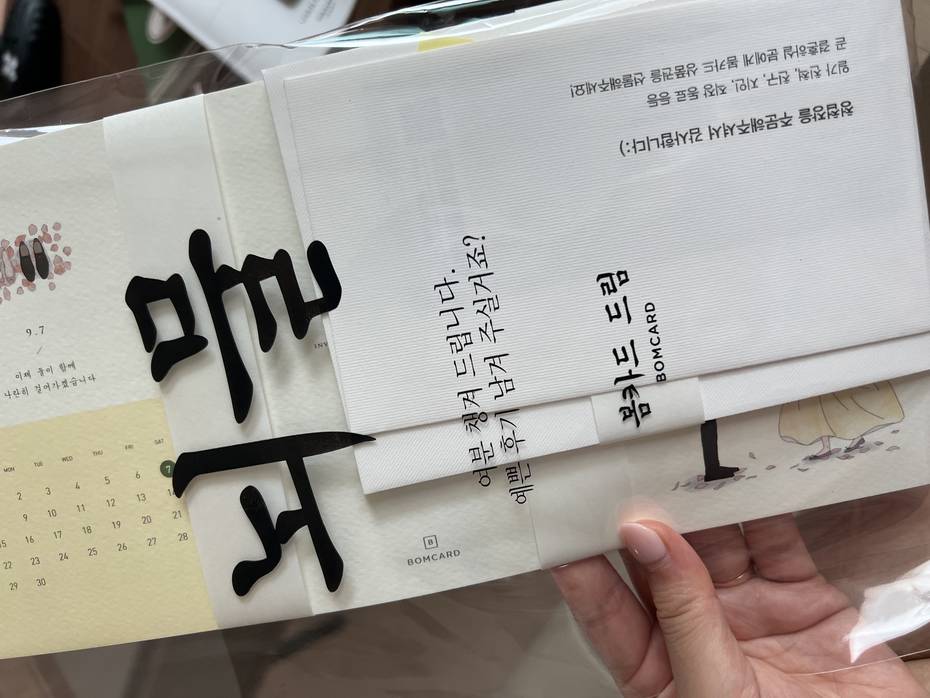 9.7
이제 둘이 함께
나란히 걸어가겠습니다
MON TUE WED THU FRI SAT
2 3 4 5 6 7
9 10 11 12 13 14
15 16 17 18 19 20 21
22 23 24 25 26 27 28
29 30
청첩장을 주문해주셔서 감사합니다:)
일가 친척, 친구, 지인, 직장 동료 등등
곧 결혼하실 분에게 봄카드 상품권을 선물해주세요!
여분 챙겨 드립니다.
예쁜 후기 남겨 주실거죠?
봄카드 드림
BOMCARD
B
BOMCARD